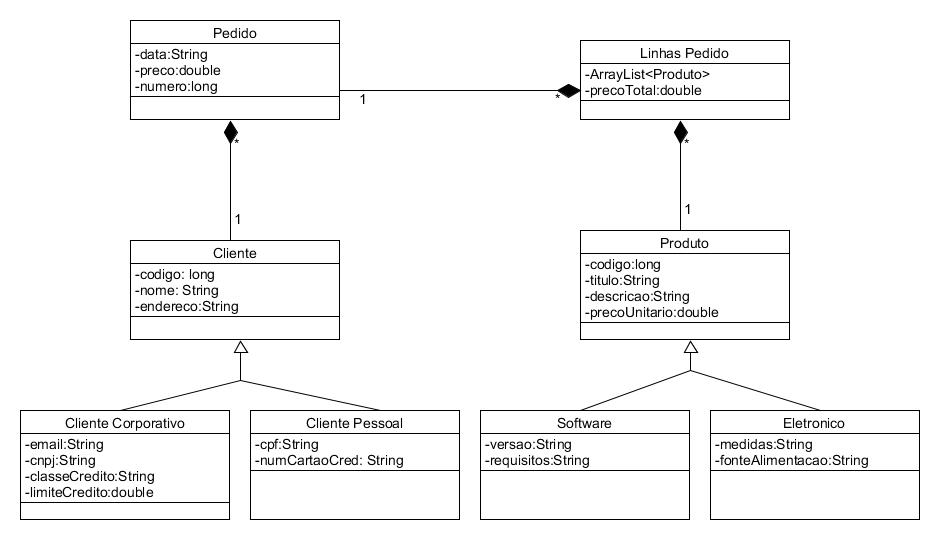 Pedido
-data:String
-preco:double
-numero:long
Linhas Pedido
-ArrayList<Produto>
-precoTotal:double
1
*
*
1
*
1
Cliente
-codigo: long
-nome: String
-endereco:String
Produto
-codigo:long
-titulo:String
-descricao:String
-precoUnitario:double
Cliente Corporativo
-email:String
-cnpj:String
-classeCredito:String
-limiteCredito:double
Cliente Pessoal
-cpf:String
-numCartaoCred: String
Software
-versao:String
-requisitos:String
Eletronico
-medidas:String
-fonteAlimentacao:String